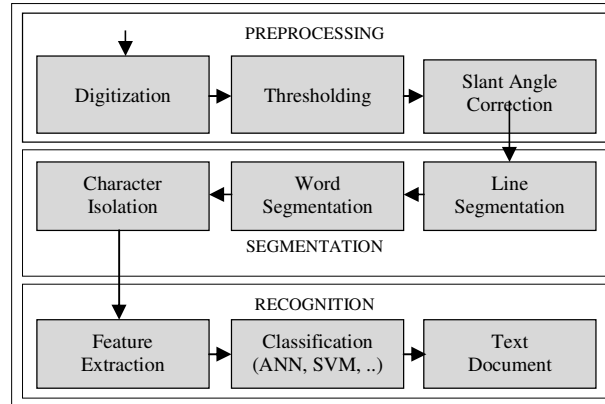 PREPROCESSING
Digitization
Thresholding
Slant Angle
Correction
Line
Segmentation
Word
Segmentation
Character
Isolation
SEGMENTATION
RECOGNITION
Feature
Extraction
Classification
(ANN, SVM, ..)
Text
Document